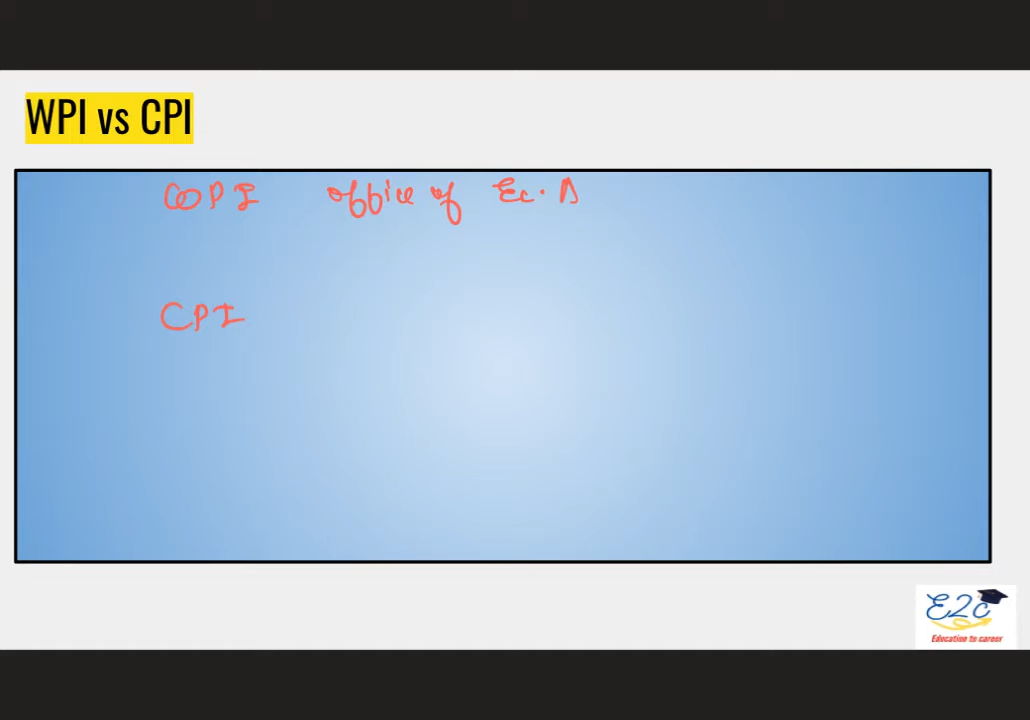 WPI vs CPI
WPI office of Ec. A
CPI
E2c
Education to career